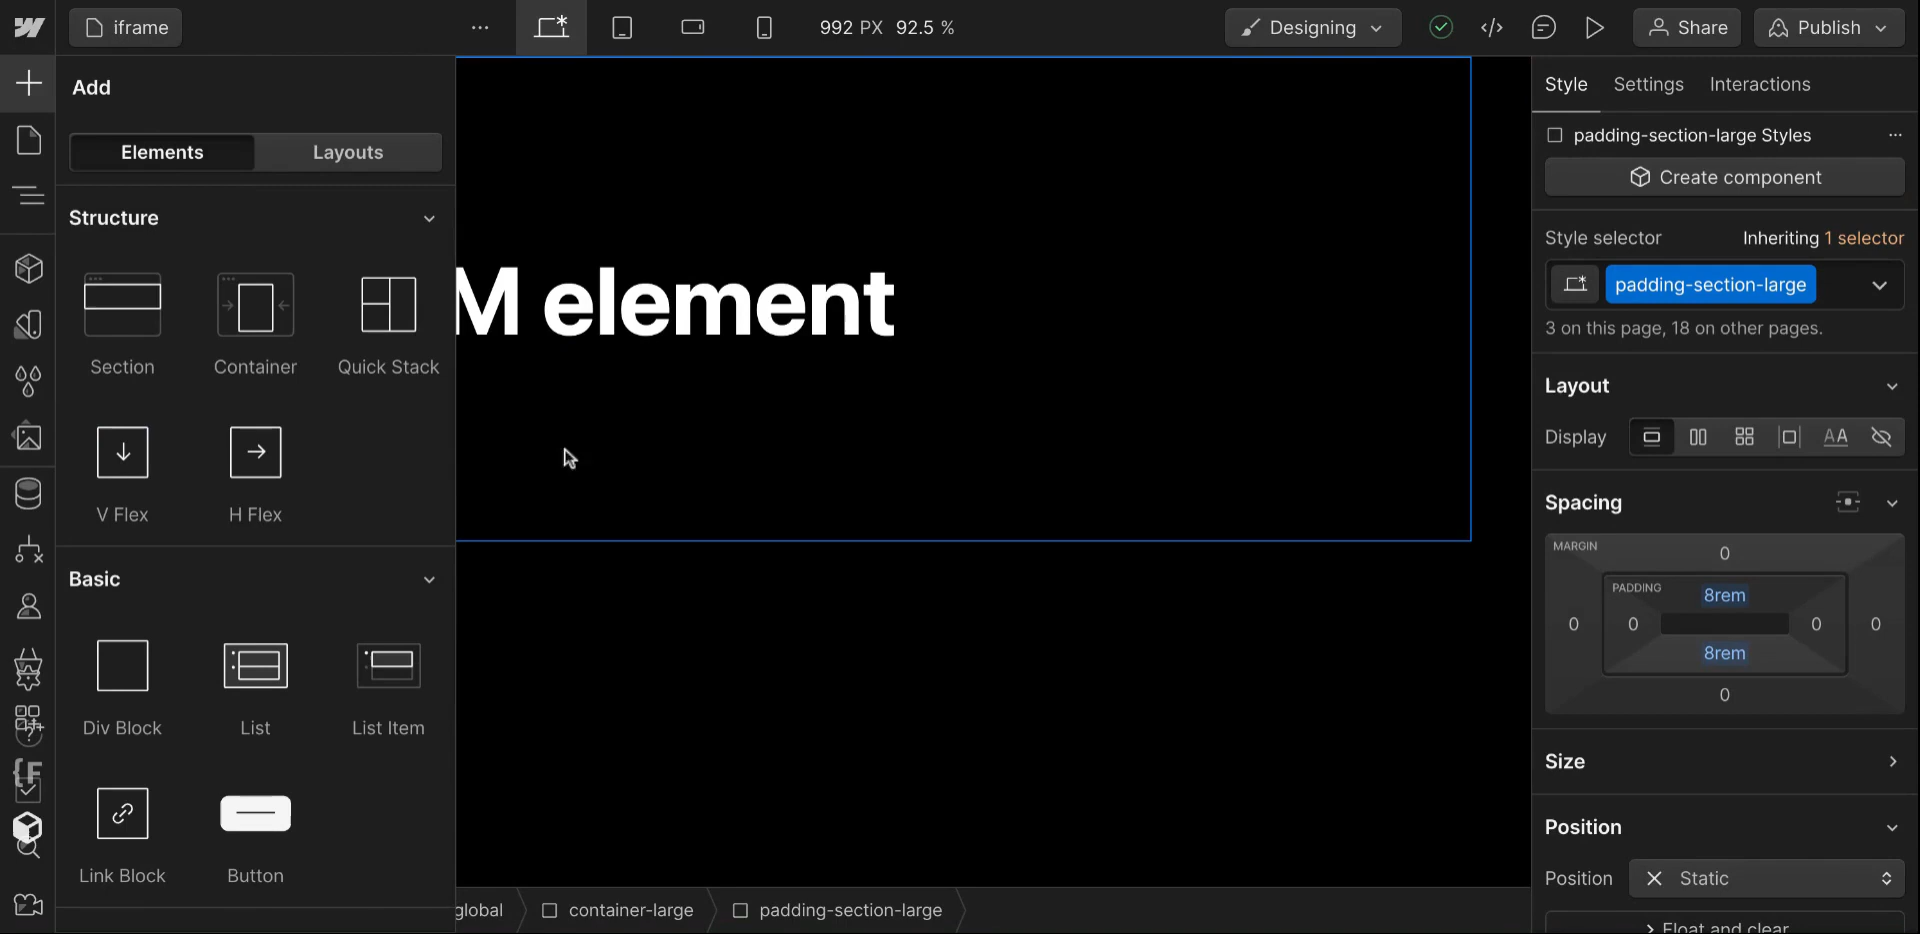 iframe
992 PX 92.5 %
Designing
Share
Publish
Add
Elements
Layouts
Structure
Section
Container
Quick Stack
V Flex
H Flex
Basic
Div Block
List
List Item
Link Block
Button
M element
global
container-large
padding-section-large
Style
Settings
Interactions
padding-section-large Styles
Create component
Style selector
Inheriting 1 selector
padding-section-large
3 on this page, 18 on other pages.
Layout
Display
AA
Spacing
MARGIN
0
PADDING
8rem
0
0
0
0
8rem
0
Size
Position
Position
Static
Float and clear